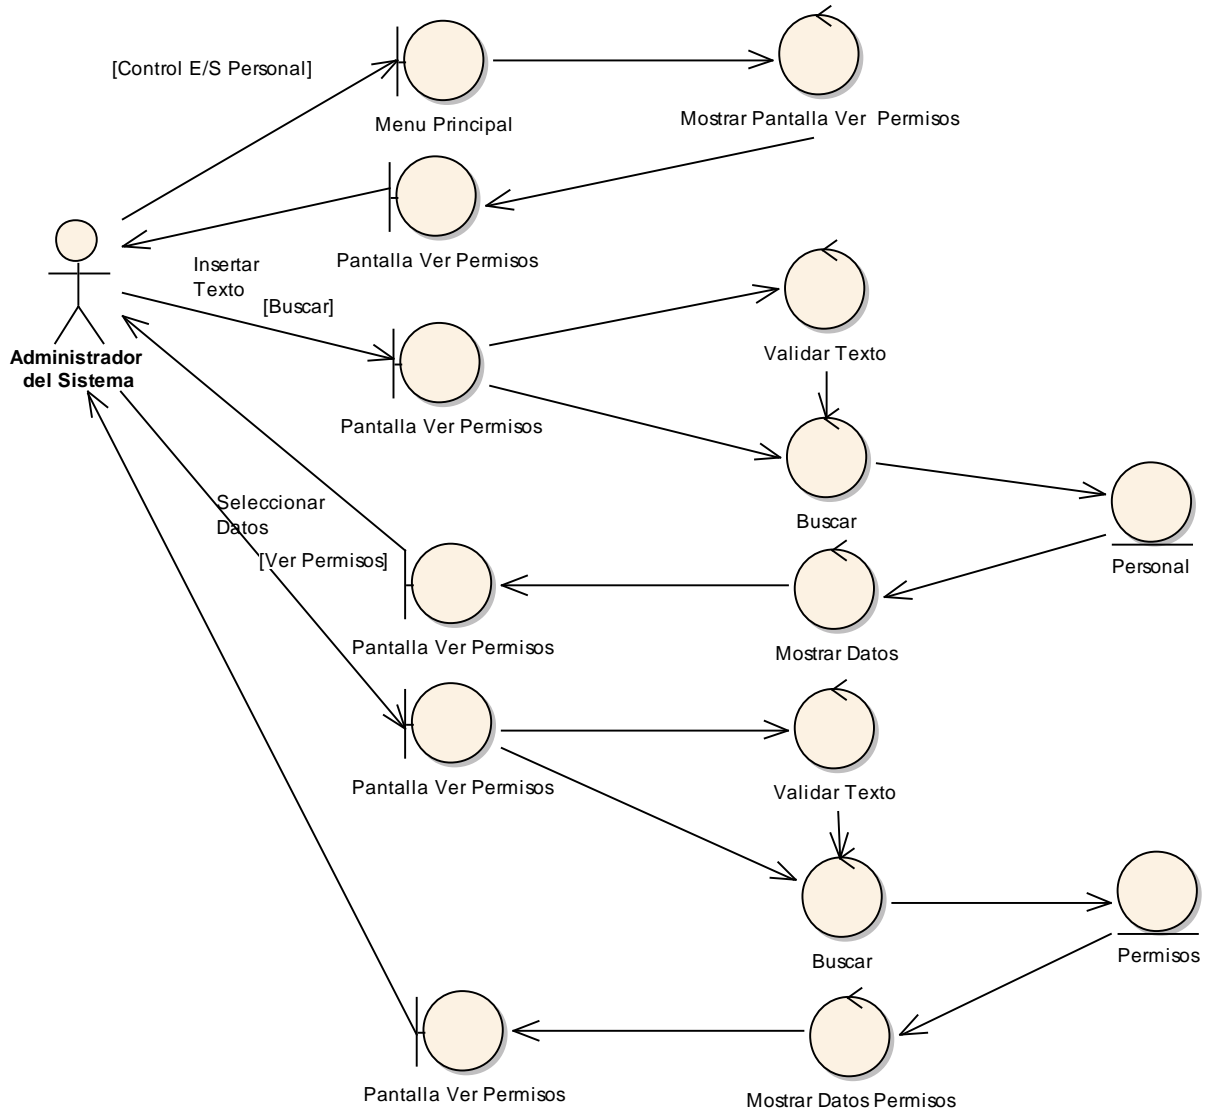 [Control E/S Personal]
Menu Principal
Mostrar Pantalla Ver Permisos
Pantalla Ver Permisos
Insertar
Texto
[Buscar]
Administrador
del Sistema
Validar Texto
Pantalla Ver Permisos
Buscar
Personal
Seleccionar
Datos
[Ver Permisos]
Pantalla Ver Permisos
Mostrar Datos
Pantalla Ver Permisos
Validar Texto
Buscar
Permisos
Pantalla Ver Permisos
Mostrar Datos Permisos